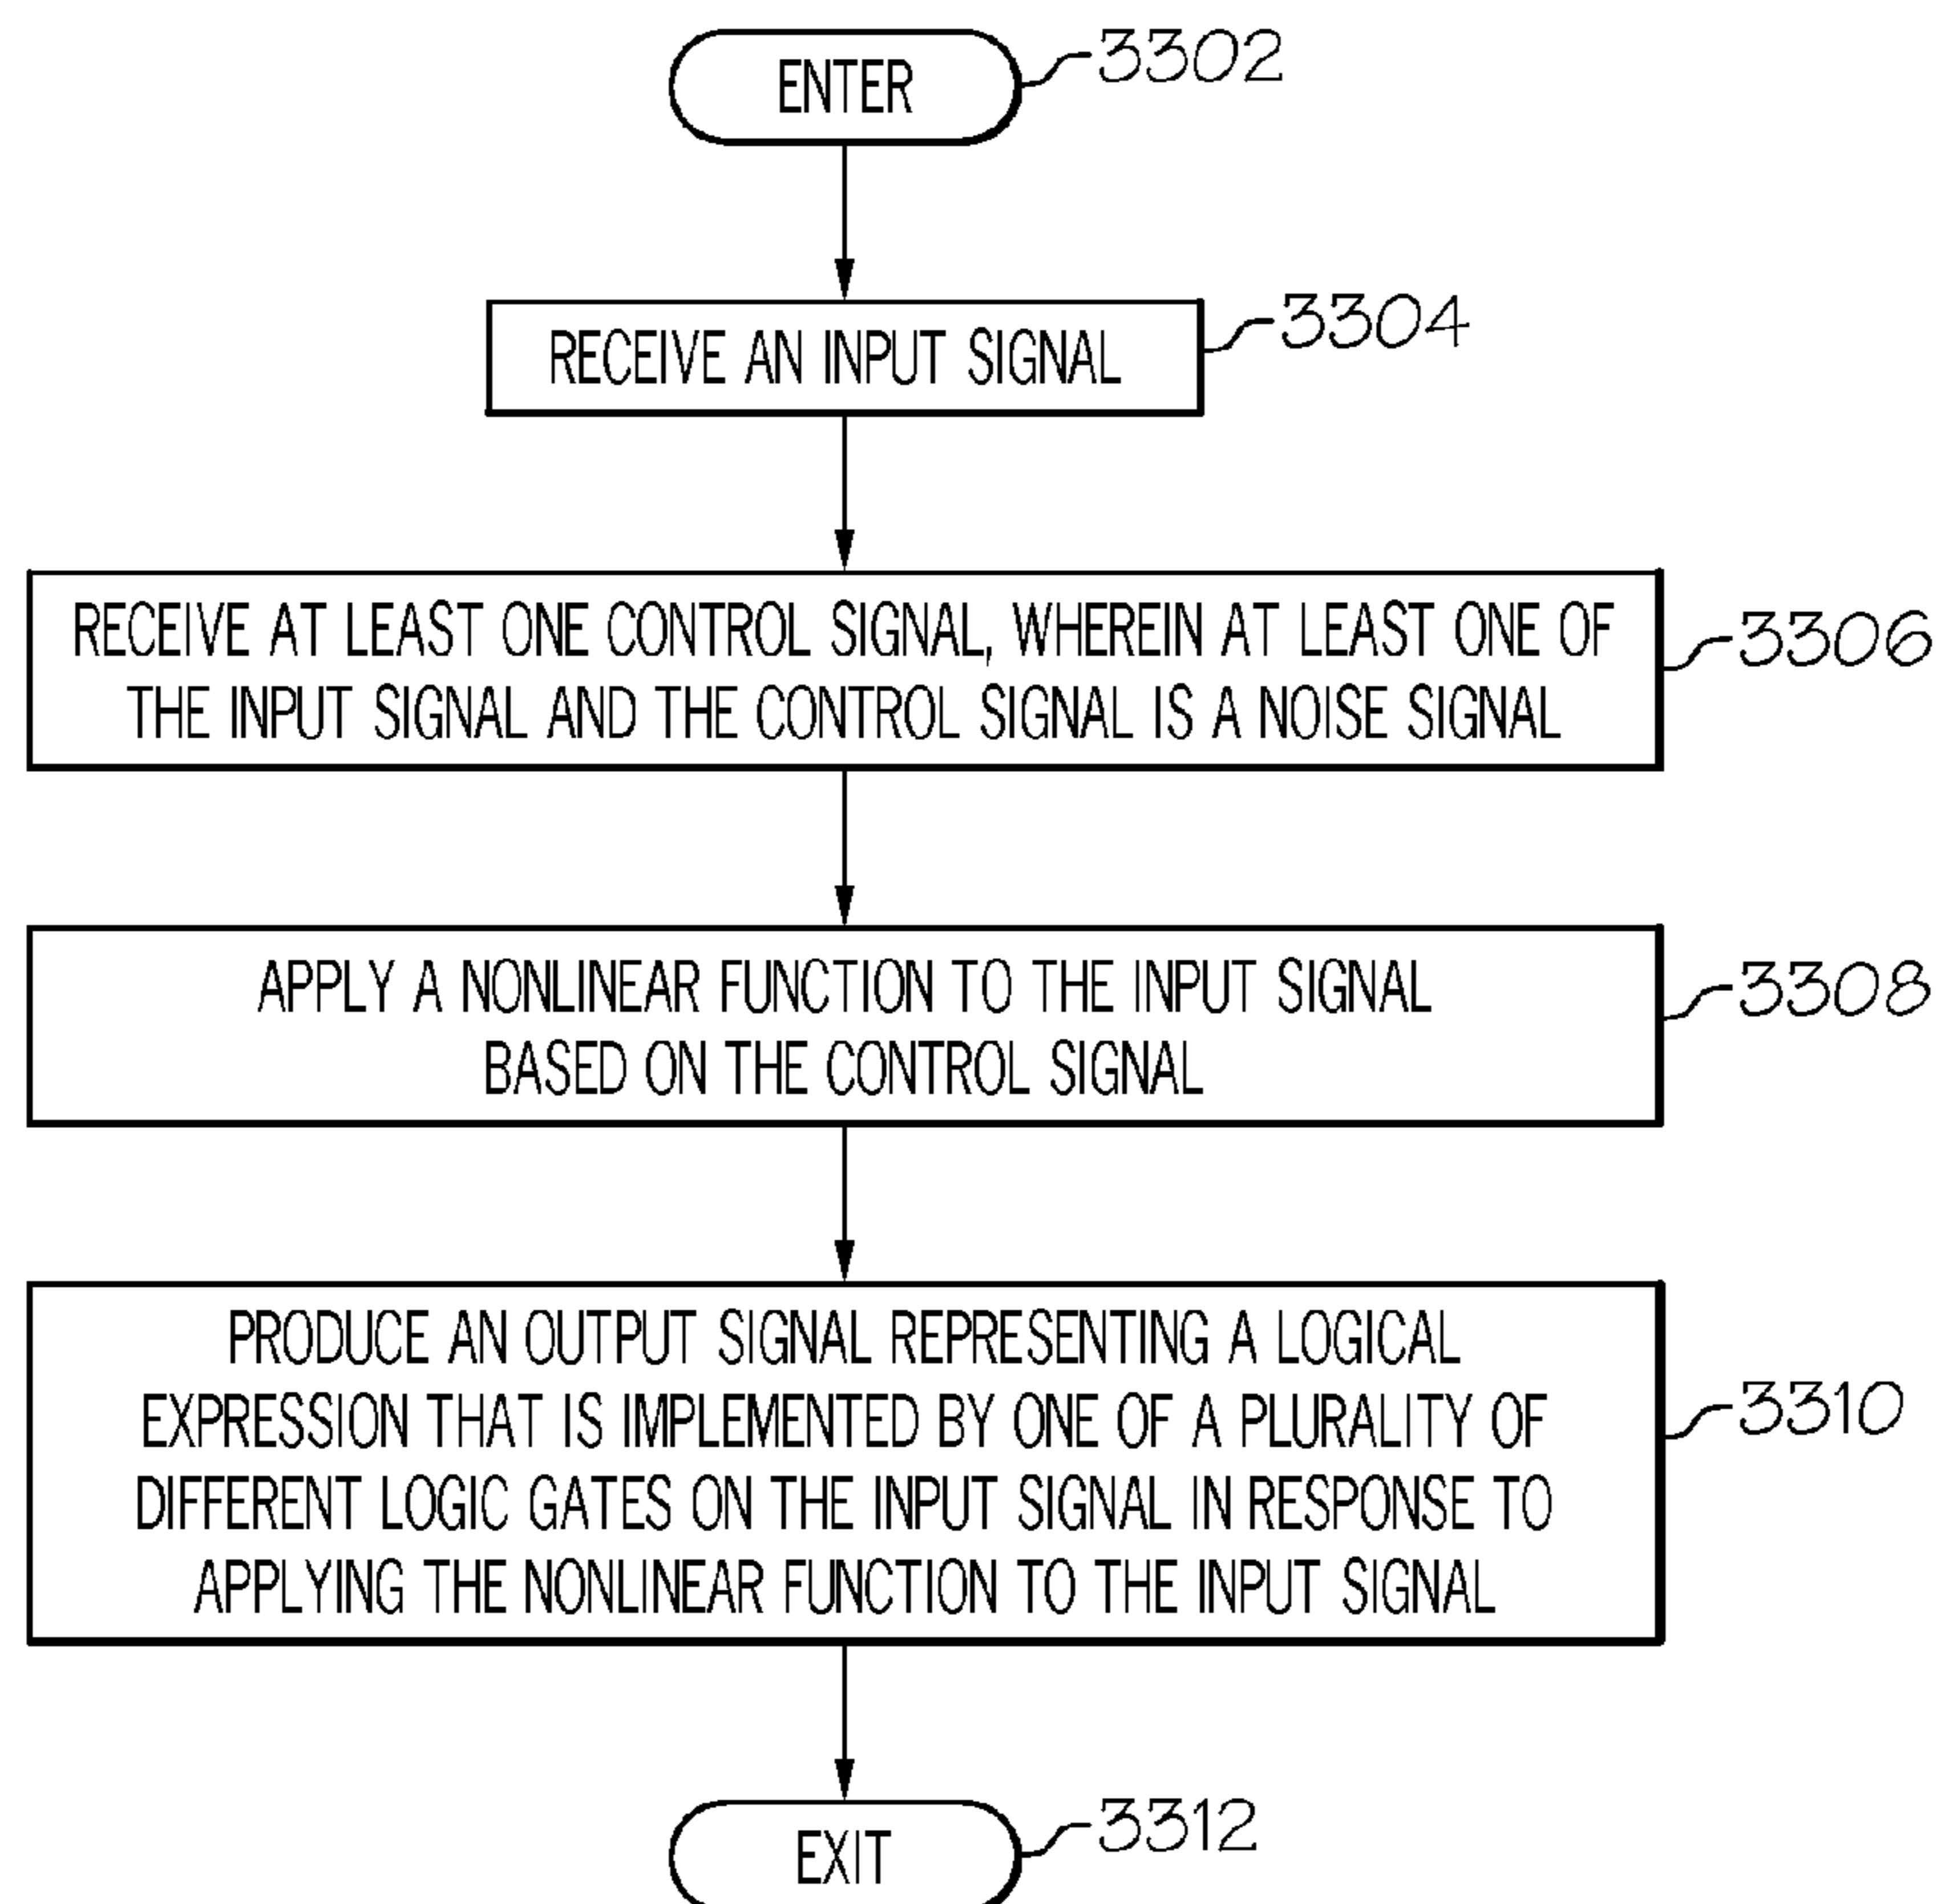 ENTER
3302
RECEIVE AN INPUT SIGNAL
3304
RECEIVE AT LEAST ONE CONTROL SIGNAL, WHEREIN AT LEAST ONE OF
THE INPUT SIGNAL AND THE CONTROL SIGNAL IS A NOISE SIGNAL
3306
APPLY A NONLINEAR FUNCTION TO THE INPUT SIGNAL
BASED ON THE CONTROL SIGNAL
3308
PRODUCE AN OUTPUT SIGNAL REPRESENTING A LOGICAL
EXPRESSION THAT IS IMPLEMENTED BY ONE OF A PLURALITY OF
DIFFERENT LOGIC GATES ON THE INPUT SIGNAL IN RESPONSE TO
APPLYING THE NONLINEAR FUNCTION TO THE INPUT SIGNAL
3310
EXIT
3312